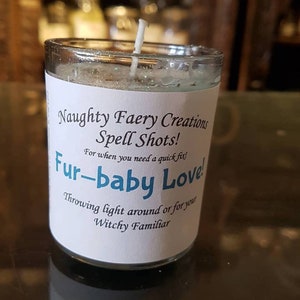 Naughty Faery Creations
Spell Shots!
For when you need a quick fix!
Fur-baby Love!
Throwing light around or for your
Witchy Familiar